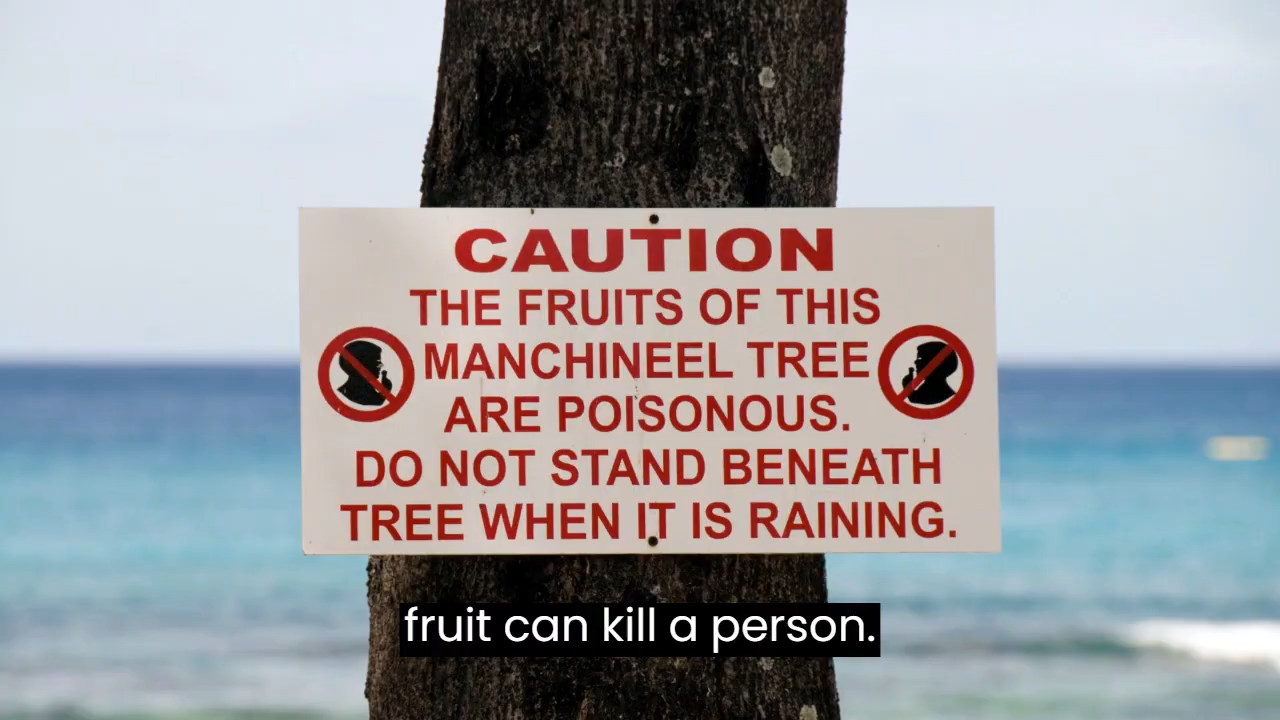 CAUTION
THE FRUITS OF THIS
MANCHINEEL TREE
ARE POISONOUS.
DO NOT STAND BENEATH
TREE WHEN IT IS RAINING.
fruit can kill a person.